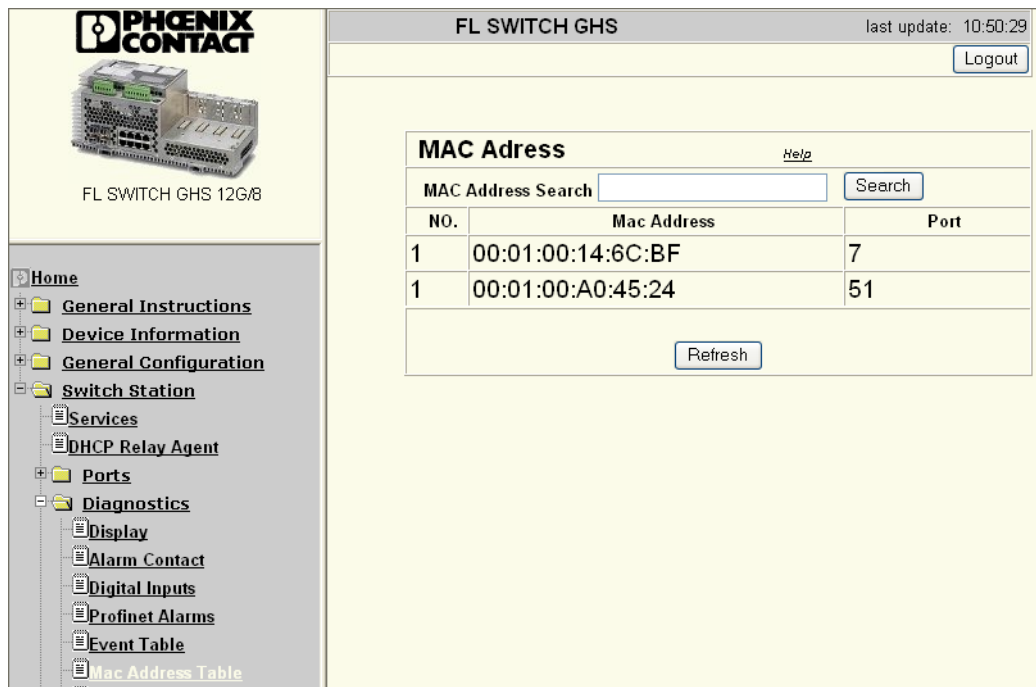 PHŒNIX
CONTACT
FL SWITCH GHS 12G/8
Home
General Instructions
Device Information
General Configuration
Switch Station
Services
DHCP Relay Agent
Ports
Diagnostics
Display
Alarm Contact
Digital Inputs
Profinet Alarms
Event Table
Mac Address Table
FL SWITCH GHS last update: 10:50:29
Logout
MAC Adress Help
MAC Address Search Search
NO. Mac Address Port
1 00:01:00:14:6C:BF 7
1 00:01:00:A0:45:24 51
Refresh